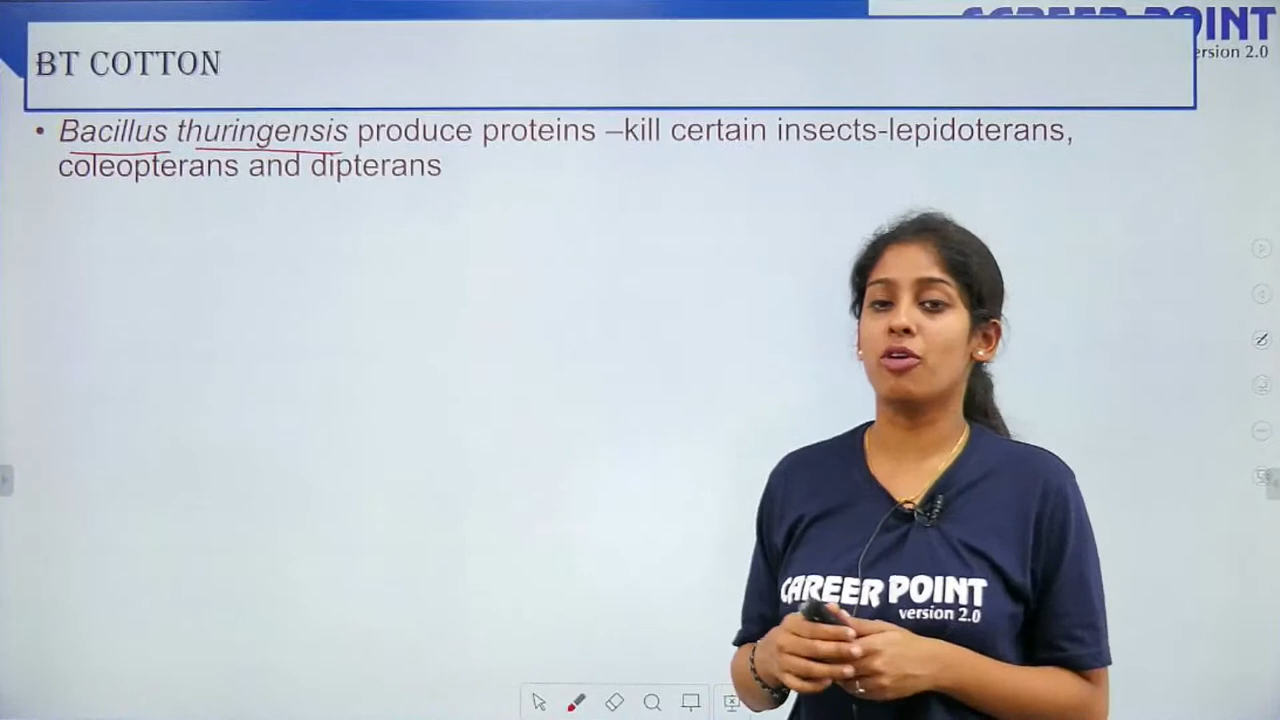 CAREER POINT
version 2.0
BT COTTON
• Bacillus thuringensis produce proteins –kill certain insects-lepidoterans,
coleopterans and dipterans
CAREER POINT
version 2.0